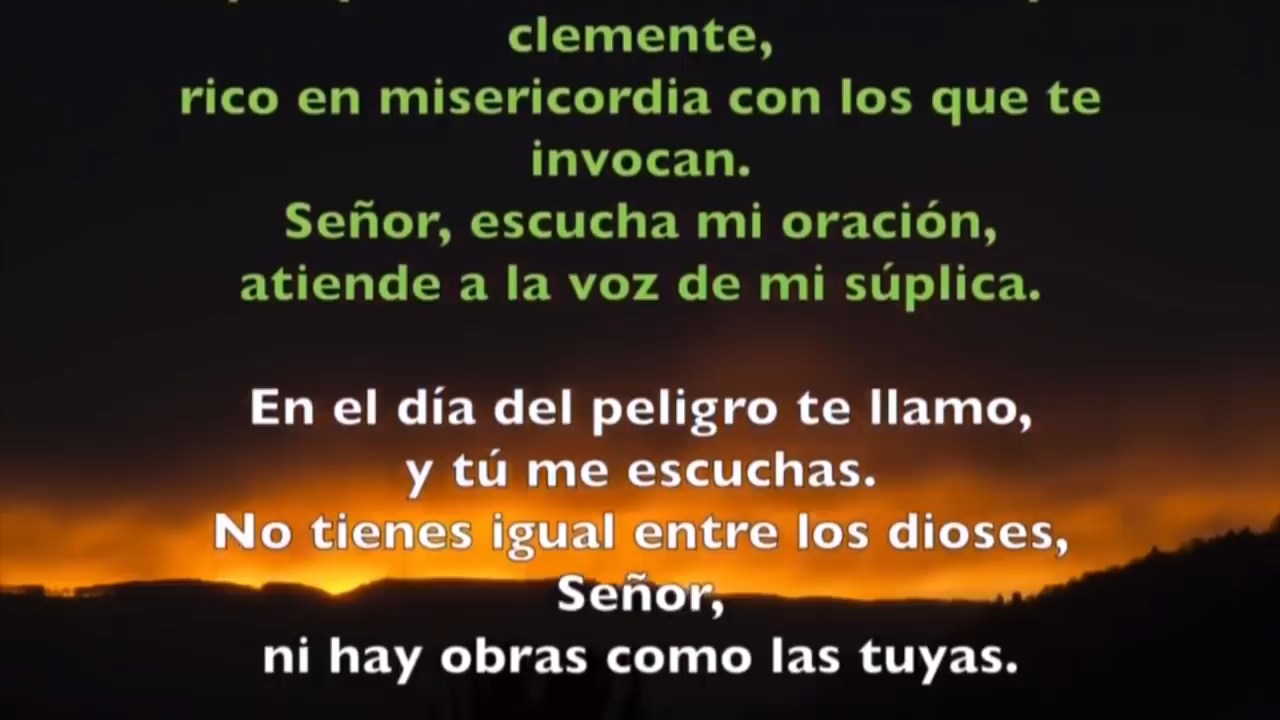 clemente,
rico en misericordia con los que te
invocan.
Señor, escucha mi oración,
atiende a la voz de mi súplica.
En el día del peligro te llamo,
y tú me escuchas.
No tienes igual entre los dioses,
Señor,
ni hay obras como las tuyas.